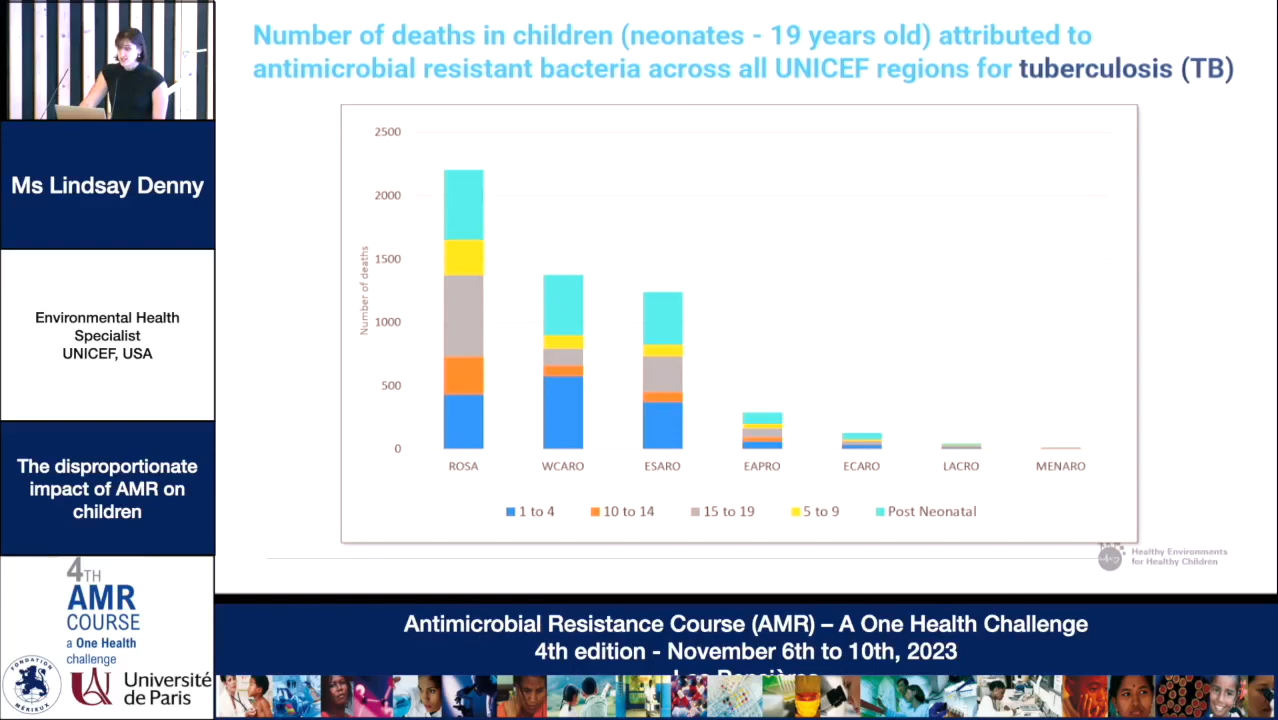 Number of deaths in children (neonates - 19 years old) attributed to
antimicrobial resistant bacteria across all UNICEF regions for tuberculosis (TB)
Ms Lindsay Denny
Environmental Health
Specialist
UNICEF, USA
The disproportionate
impact of AMR on
children
4TH
AMR
COURSE
a One Health
challenge
FONDATION
MÉRIEUX
Université
de Paris
Number of deaths
2500
2000
1500
1000
500
0
ROSA WCARO ESARO EAPRO ECARO LACRO MENARO
1 to 4 10 to 14 15 to 19 5 to 9 Post Neonatal
Healthy Environments
for Healthy Children
Antimicrobial Resistance Course (AMR) – A One Health Challenge
4th edition - November 6th to 10th, 2023